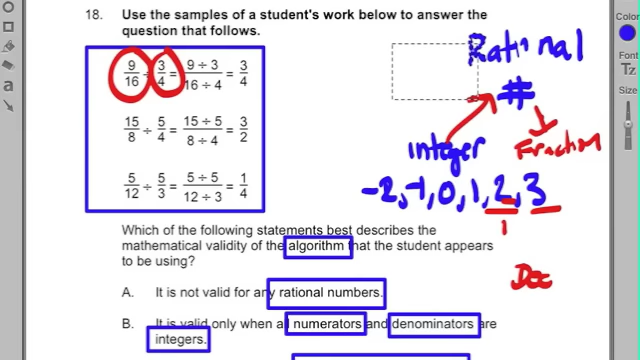 18. Use the samples of a student's work below to answer the
question that follows.
9/16 ÷ 3/4 = 9 ÷ 3/16 ÷ 4 = 3/4
15/8 ÷ 5/4 = 15 ÷ 5/8 ÷ 4 = 3/2
5/12 ÷ 5/3 = 5 ÷ 5/12 ÷ 3 = 1/4
Rational
#
Integer
Fraction
-2, -1, 0, 1, 2, 3
1
Which of the following statements best describes the
mathematical validity of the algorithm that the student appears
to be using?
A. It is not valid for any rational numbers.
B. It is valid only when all numerators and denominators are
integers.
Color
Font
Tz
Size
a